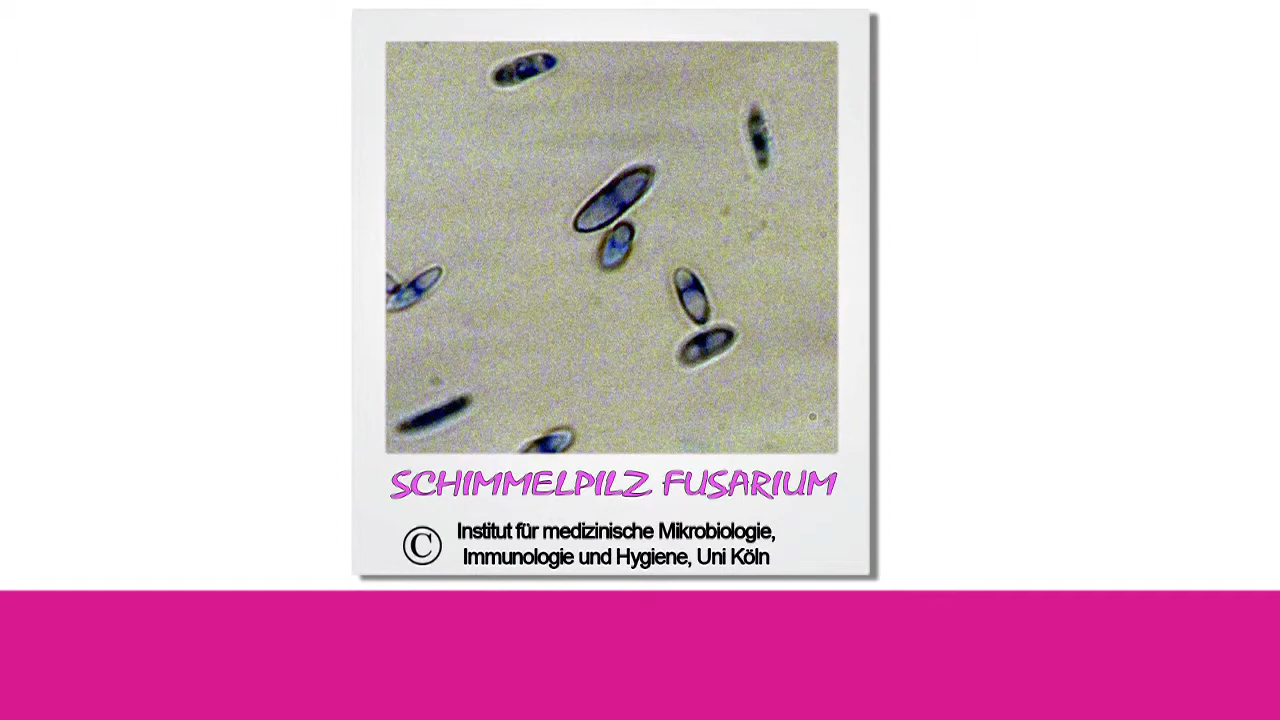 SCHIMMELPILZ FUSARIUM
© Institut für medizinische Mikrobiologie,
Immunologie und Hygiene, Uni Köln